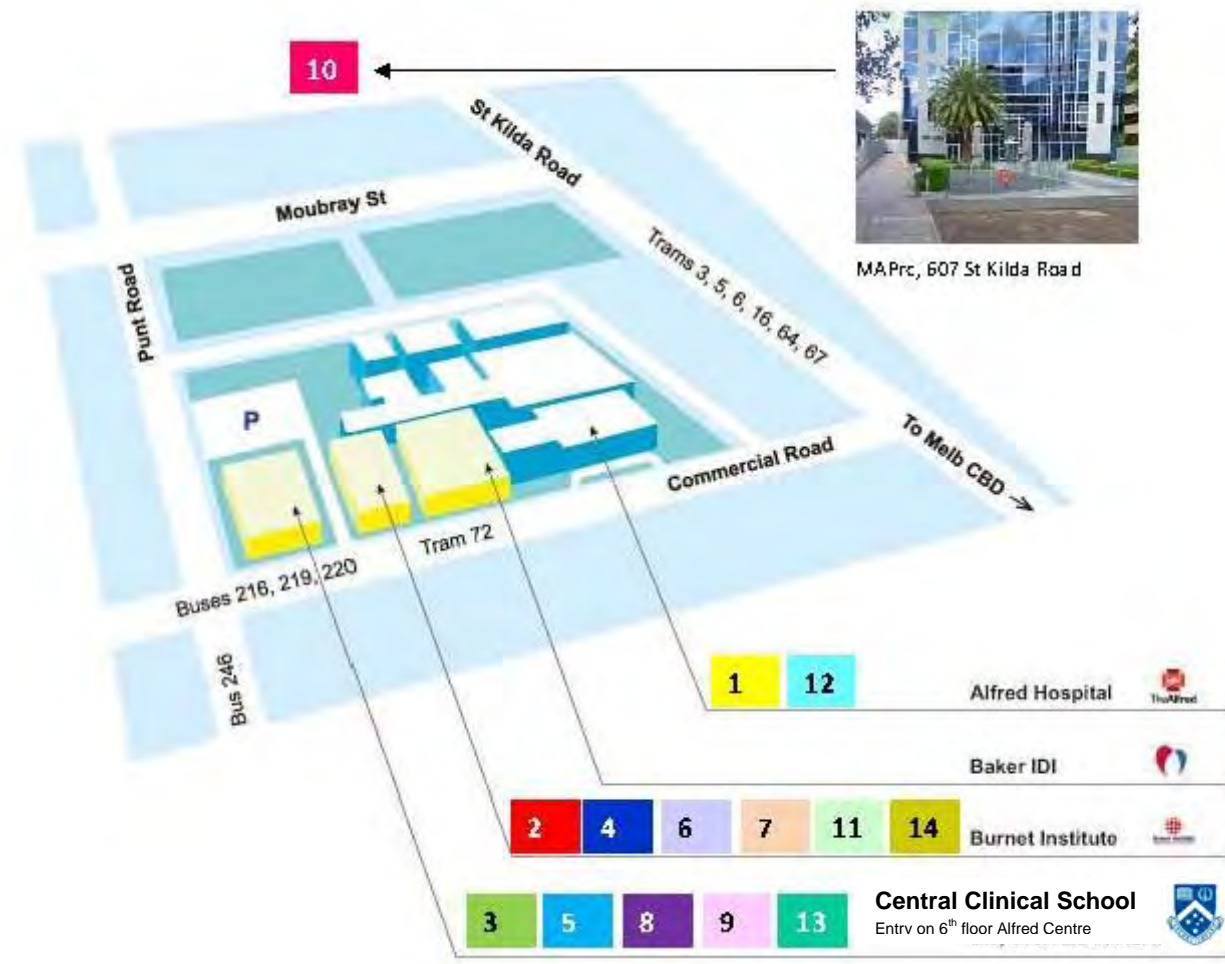 10
St Kilda Road
Moubray St
Trams 3, 5, 6, 16, 64, 67
MAPrc, 607 St Kilda Road
Punt Road
P
To Melb CBD →
Commercial Road
Tram 72
Buses 216, 219, 220
Bus 246
1 12 Alfred Hospital
TheAlfred
Baker IDI
2 4 6 7 11 14 Burnet Institute
3 5 8 9 13 Central Clinical School
Entry on 6th floor Alfred Centre